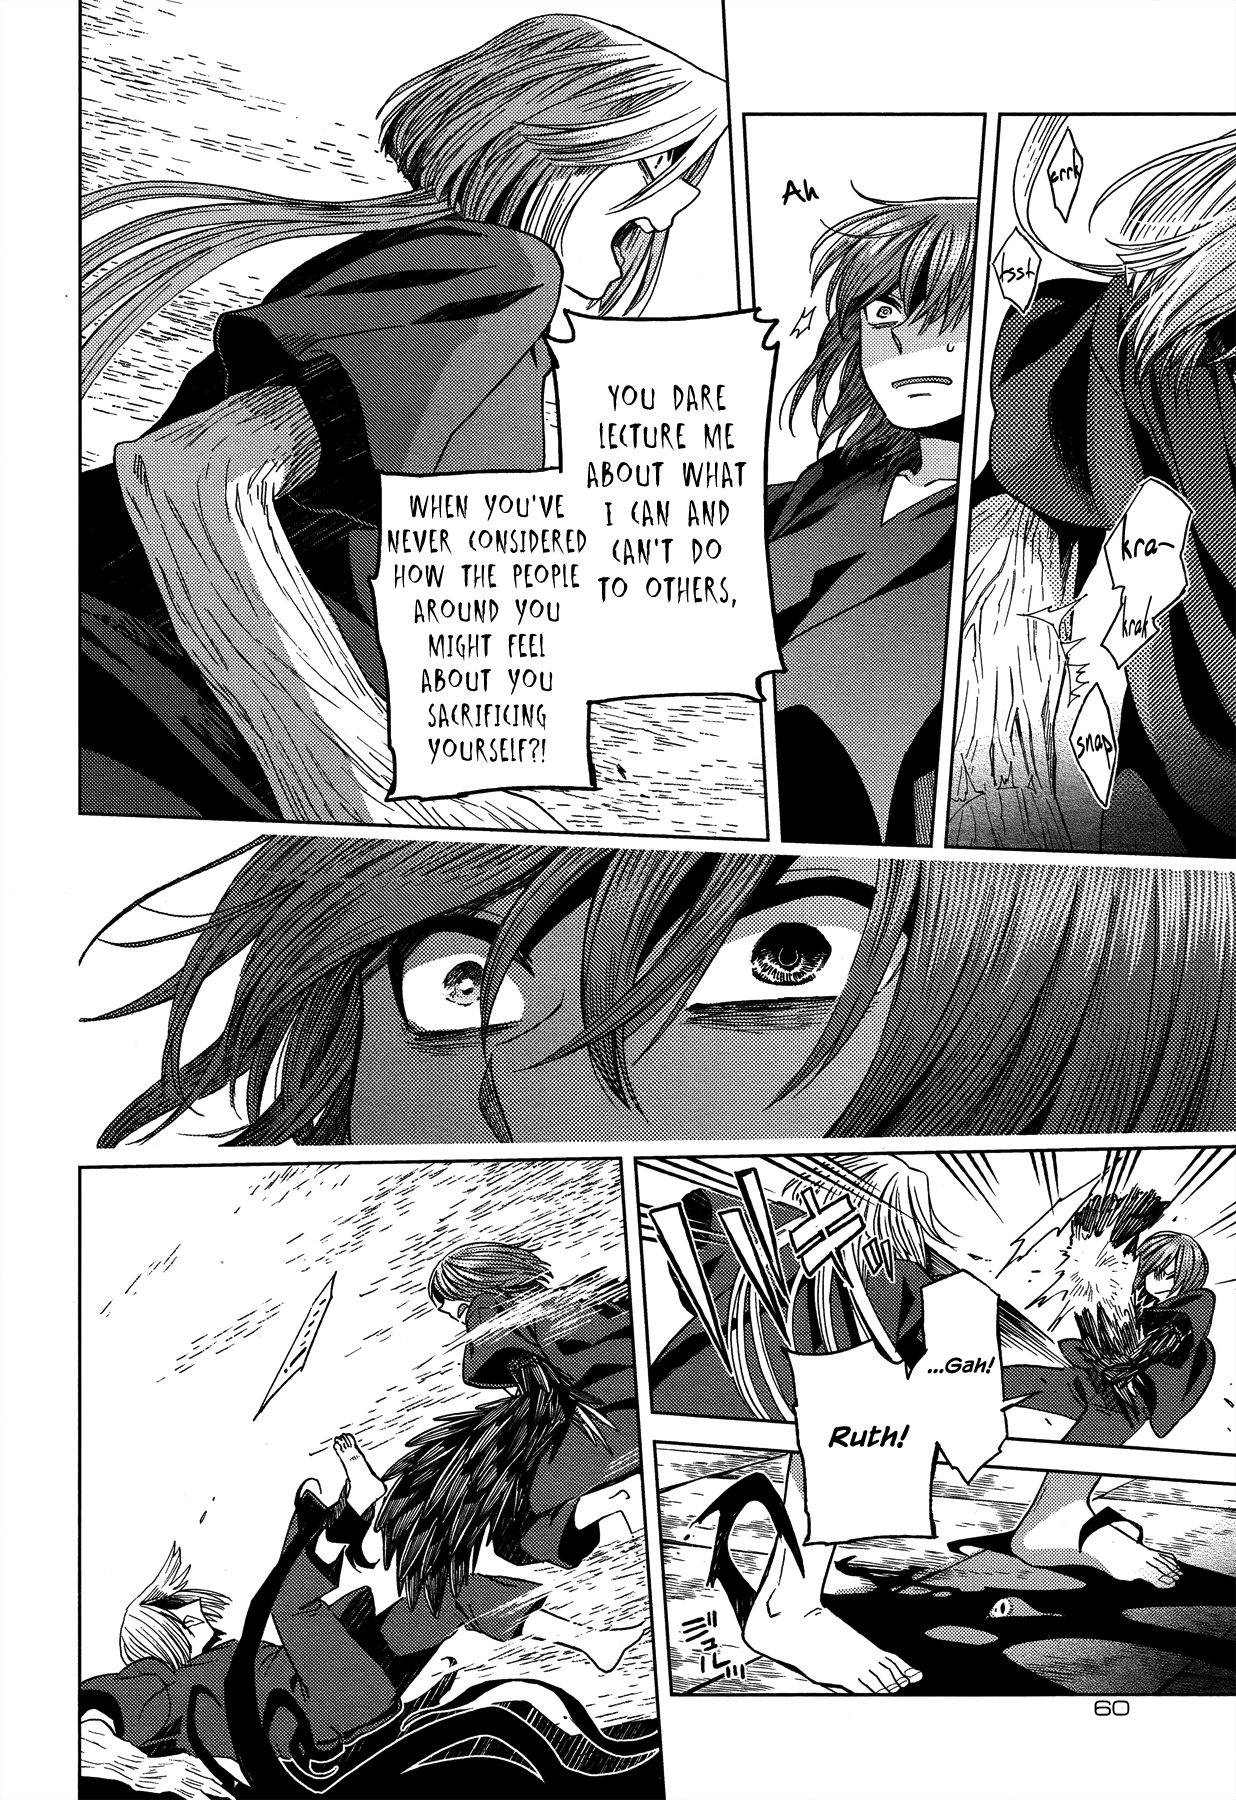 errk
tsst
kra-
krak
snap
Ah
YOU DARE
LECTURE ME
ABOUT WHAT
I CAN AND
CAN'T DO
TO OTHERS,
WHEN YOU'VE
NEVER CONSIDERED
HOW THE PEOPLE
AROUND YOU
MIGHT FEEL
ABOUT YOU
SACRIFICING
YOURSELF?!
...Gah!
Ruth!
60